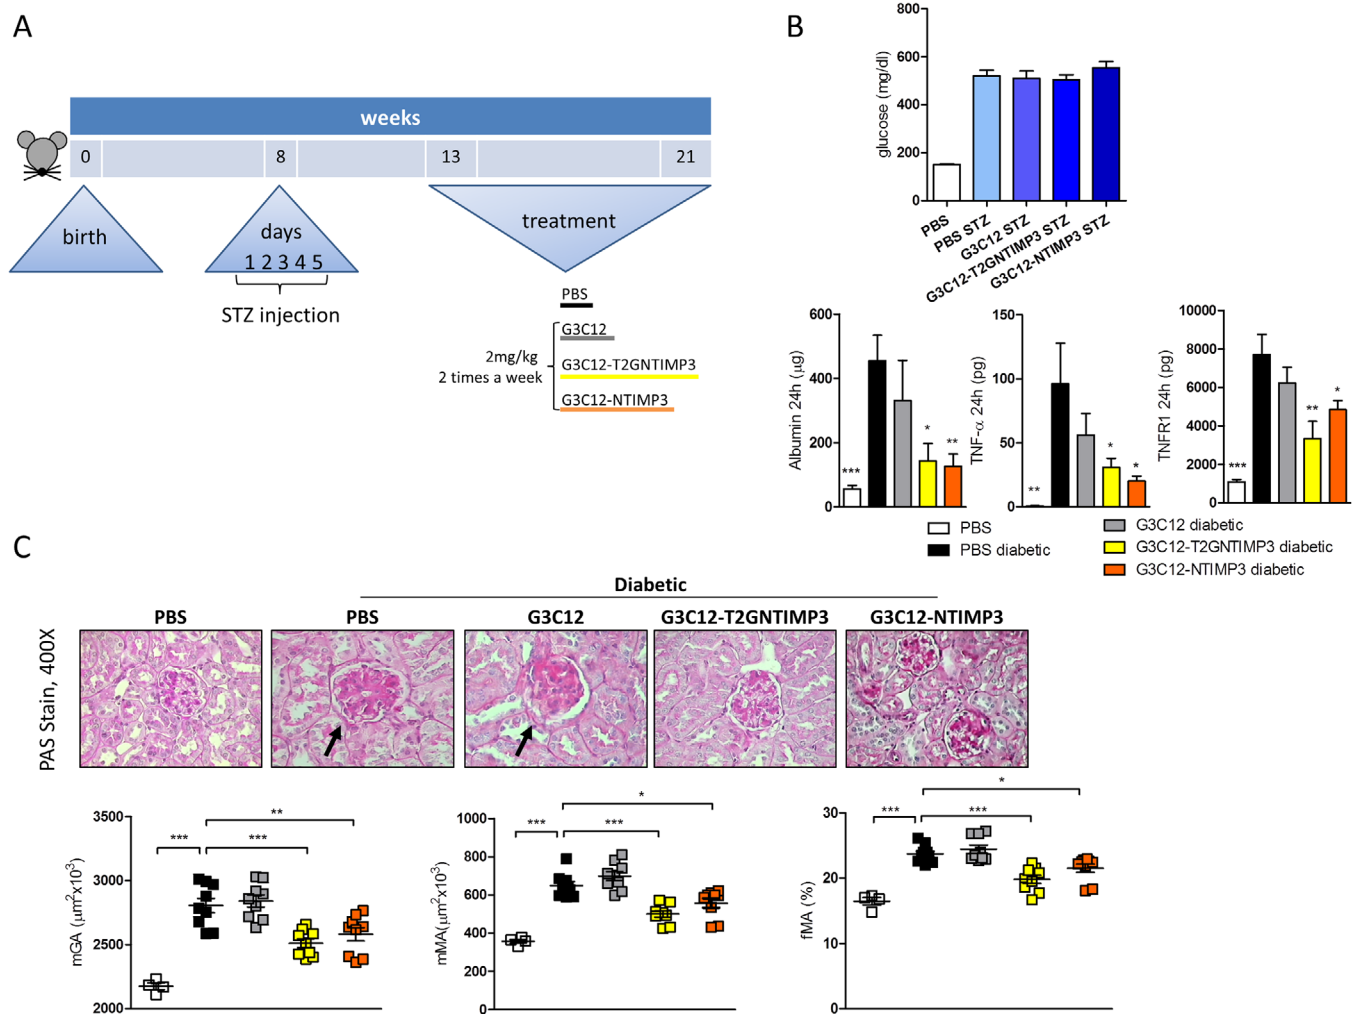 A
weeks
0 8 13 21
birth
days
1 2 3 4 5
STZ injection
treatment
PBS
G3C12
2mg/kg
2 times a week
G3C12-T2GNTIMP3
G3C12-NTIMP3
B
glucose (mg/dl)
800
600
400
200
0
PBS
PBS STZ
G3C12 STZ
G3C12-T2GNTIMP3 STZ
G3C12-NTIMP3 STZ
Albumin 24h (μg)
600
400
200
0
***
*
**
TNF-α 24h (pg)
150
100
50
0
**
*
*
TNFR1 24h (pg)
10000
8000
6000
4000
2000
0
***
**
*
PBS
PBS diabetic
G3C12 diabetic
G3C12-T2GNTIMP3 diabetic
G3C12-NTIMP3 diabetic
C
Diabetic
PBS PBS G3C12 G3C12-T2GNTIMP3 G3C12-NTIMP3
PAS Stain, 400X
mGA (μm²x10³)
3500
3000
2500
2000
***
**
***
mMA(μm²x10³)
1000
800
600
400
200
0
***
*
***
fMA (%)
30
20
10
0
***
*
***